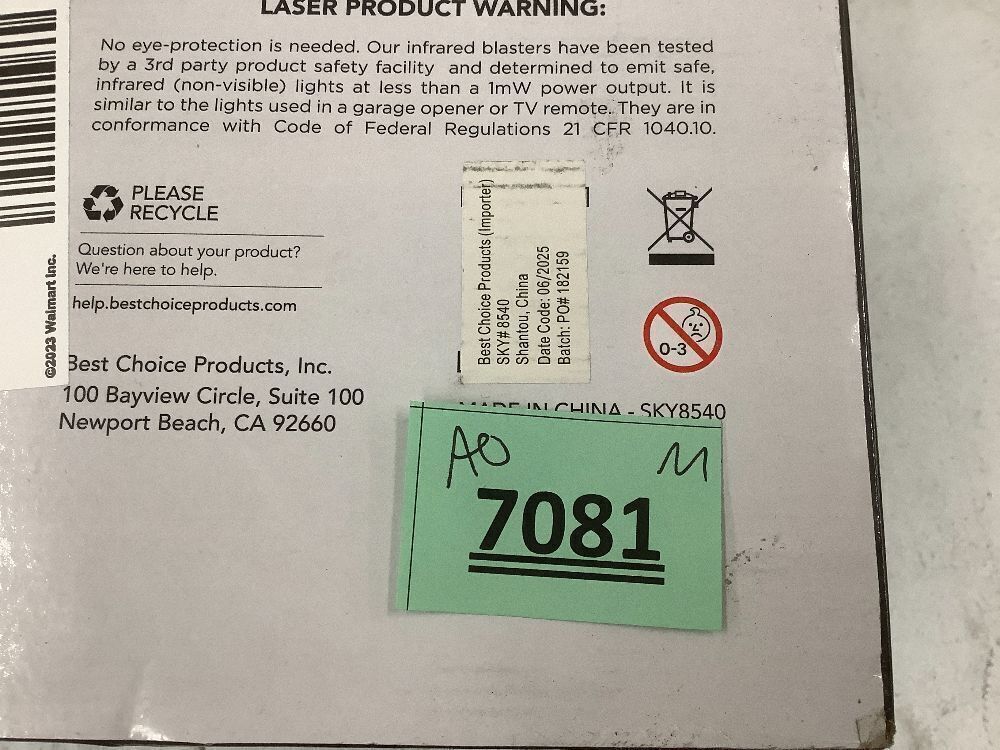 LASER PRODUCT WARNING:
No eye-protection is needed. Our infrared blasters have been tested
by a 3rd party product safety facility and determined to emit safe,
infrared (non-visible) lights at less than a 1mW power output. It is
similar to the lights used in a garage opener or TV remote. They are in
conformance with Code of Federal Regulations 21 CFR 1040.10.
PLEASE
RECYCLE
Question about your product?
We're here to help.
help.bestchoiceproducts.com
Best Choice Products, Inc.
100 Bayview Circle, Suite 100
Newport Beach, CA 92660
©2023 Walmart Inc.
Best Choice Products (Importer)
SKY# 8540
Shantou, China
Date Code: 06/2025
Batch: PO# 182159
0-3
MADE IN CHINA - SKY8540
AO M
7081